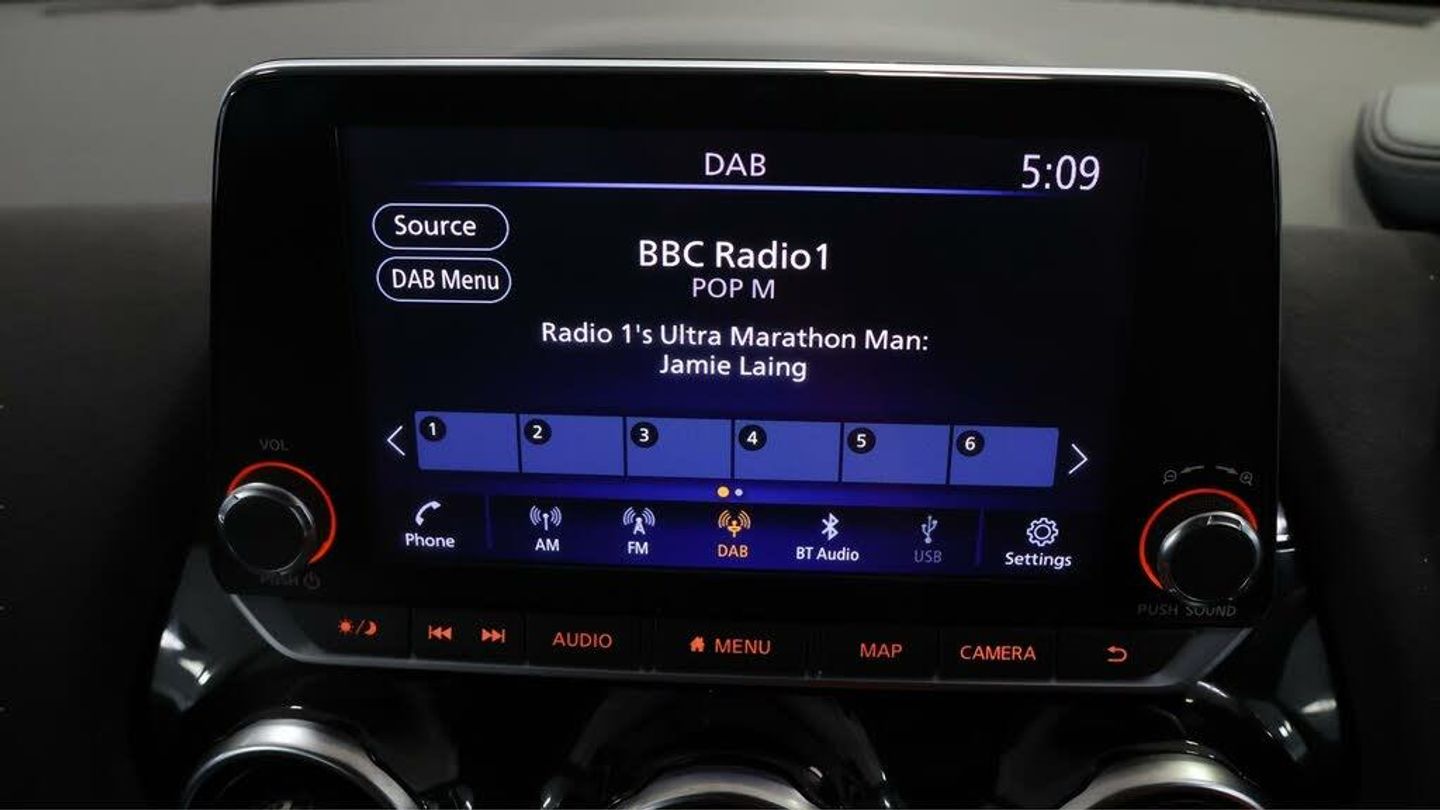 DAB
5:09
Source
DAB Menu
BBC Radio1
POP M
Radio 1's Ultra Marathon Man:
Jamie Laing
1 2 3 4 5 6
VOL
Phone
AM
FM
DAB
BT Audio
USB
Settings
PUSH
PUSH SOUND
AUDIO
MENU
MAP
CAMERA